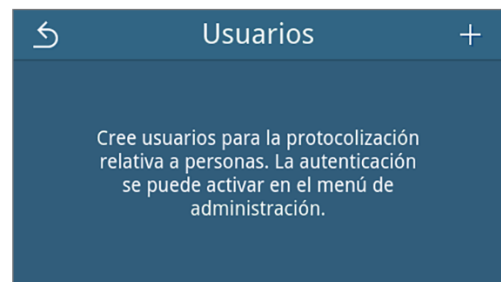 Usuarios
Cree usuarios para la protocolización
relativa a personas. La autenticación
se puede activar en el menú de
administración.